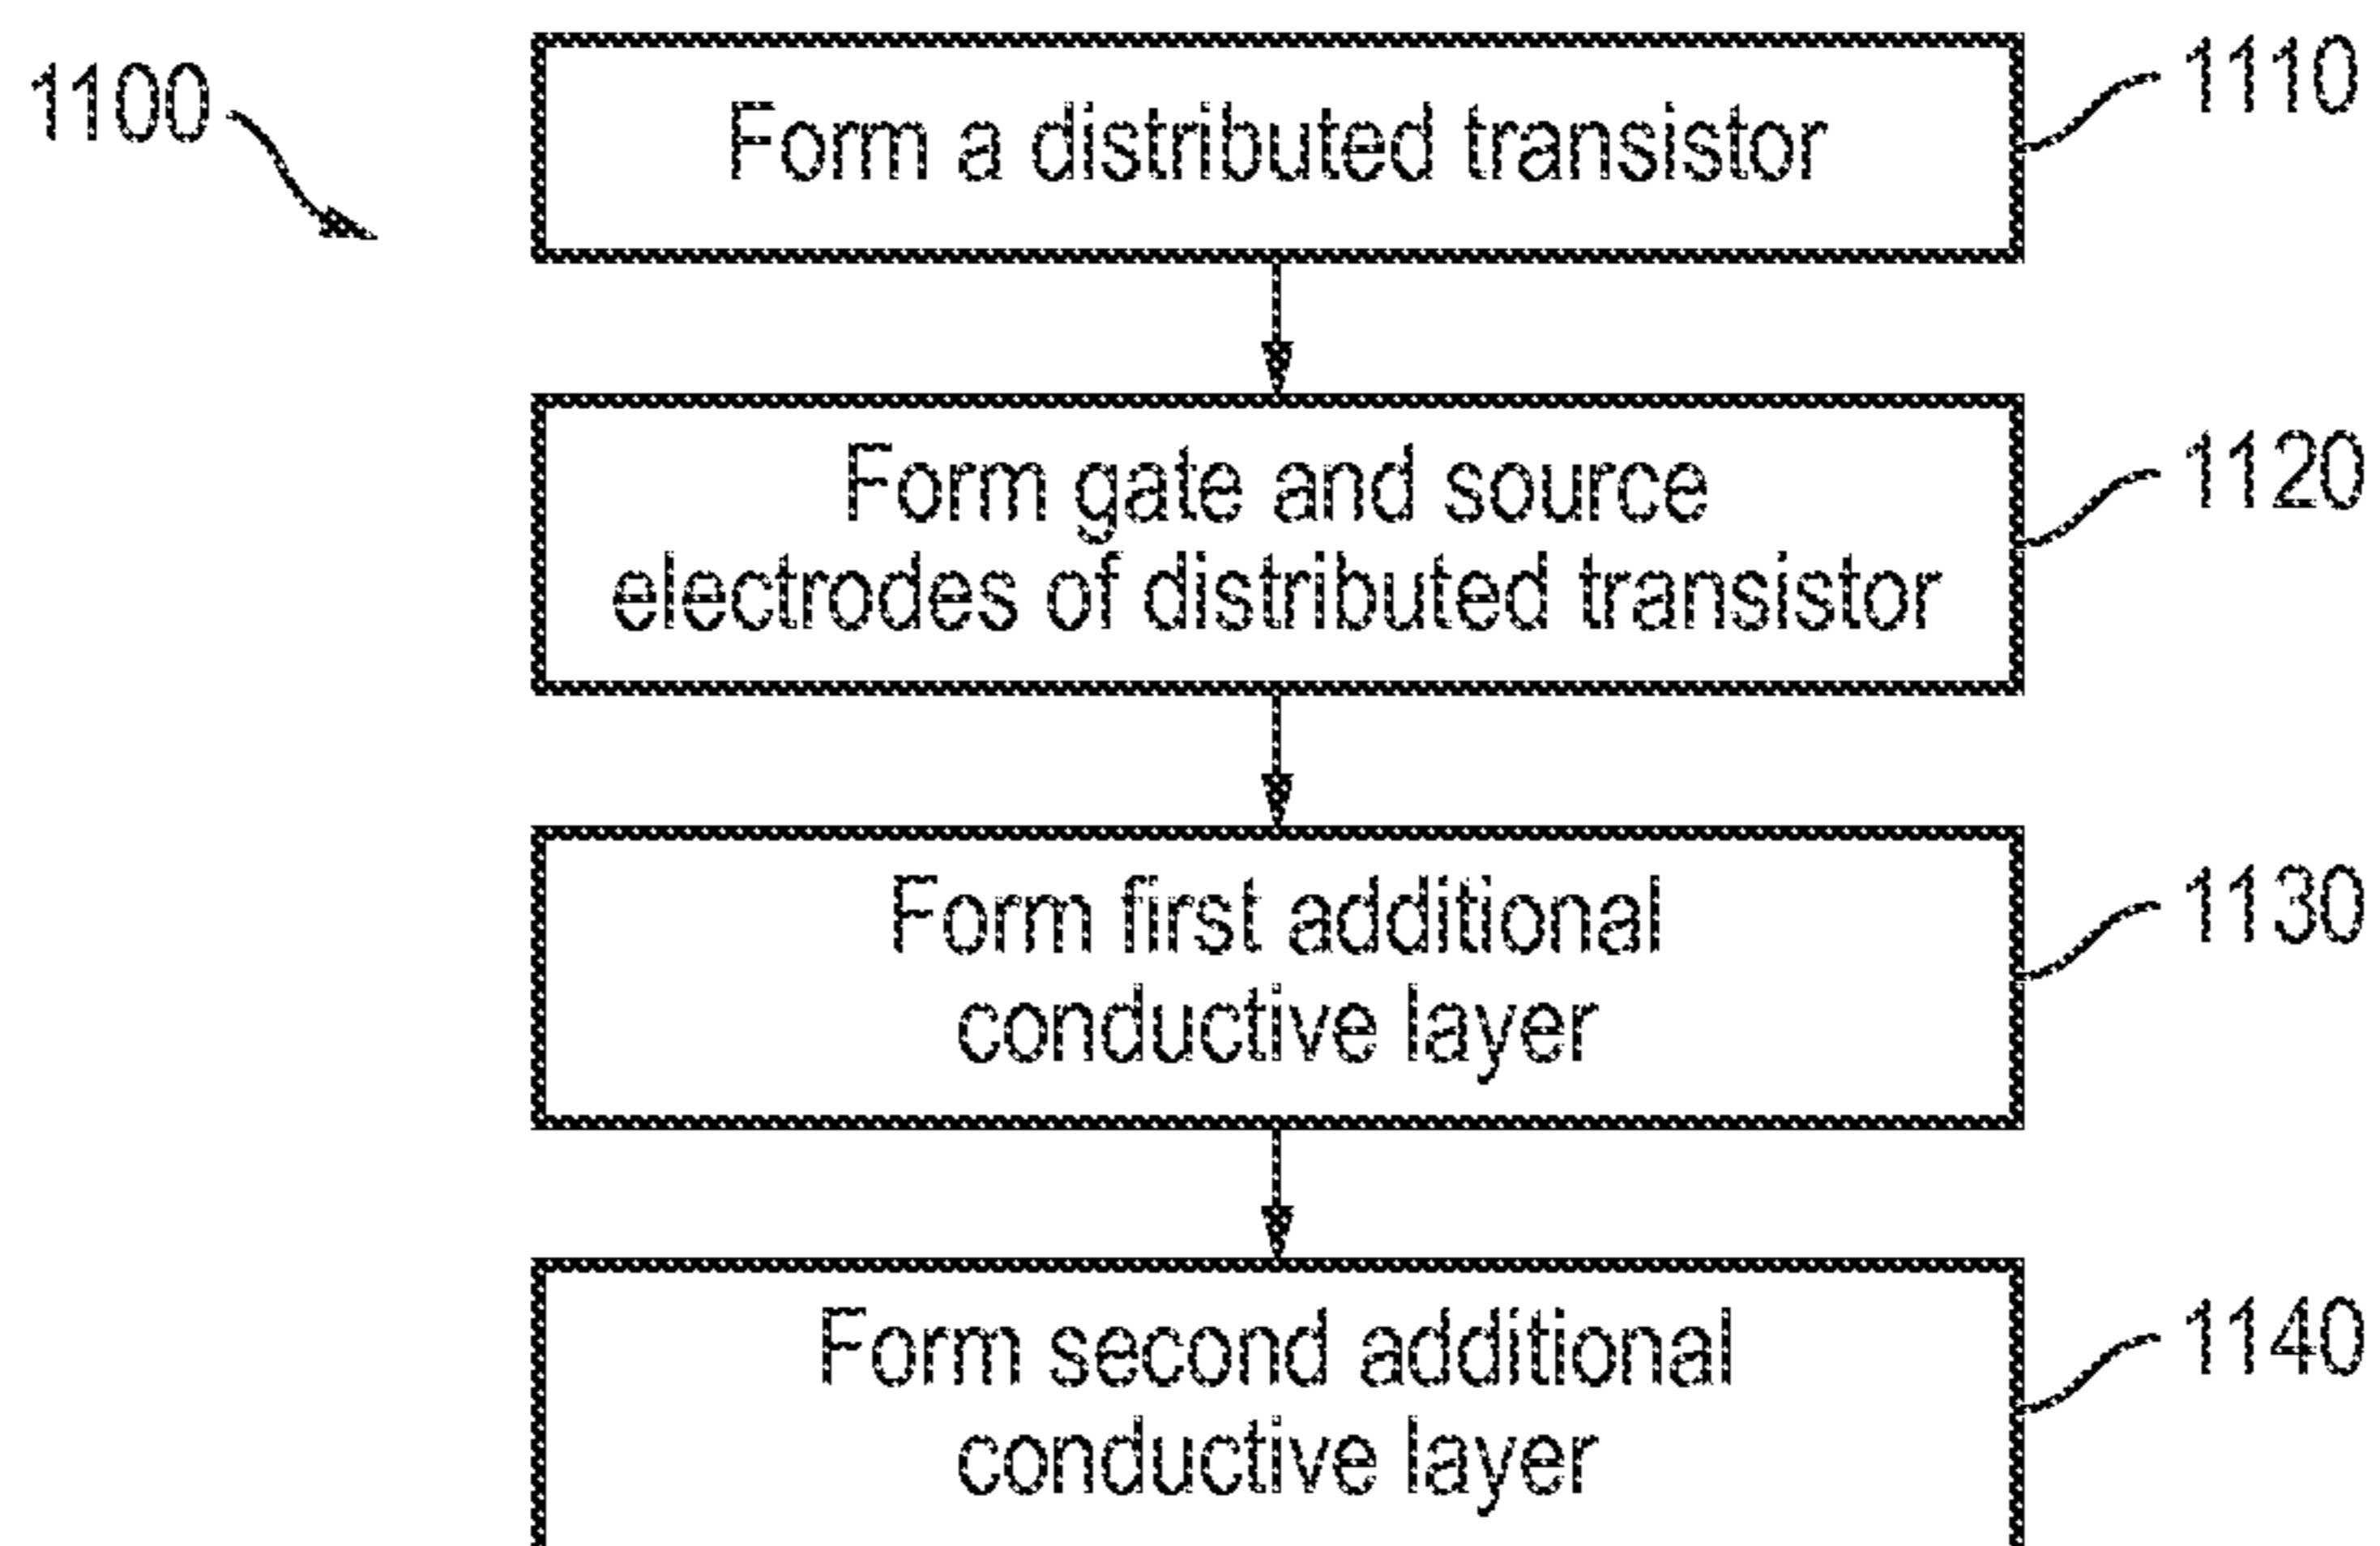 1100
Form a distributed transistor
1110
Form gate and source
electrodes of distributed transistor
1120
Form first additional
conductive layer
1130
Form second additional
conductive layer
1140